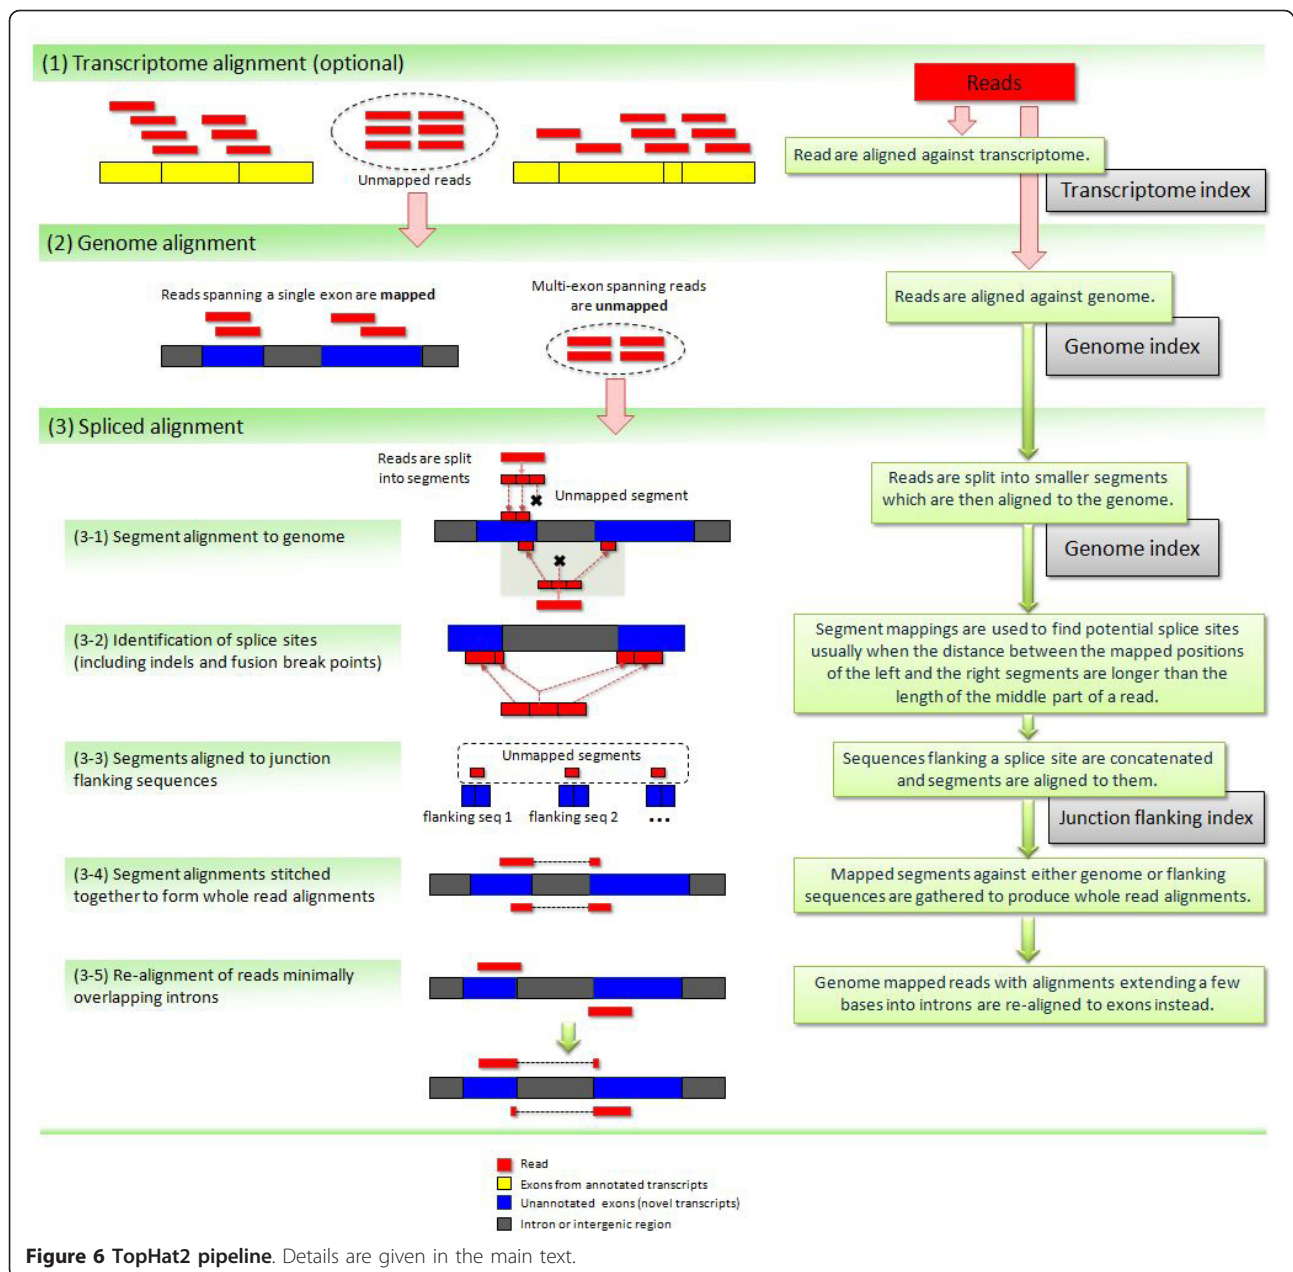 (1) Transcriptome alignment (optional)
Reads
Unmapped reads
Read are aligned against transcriptome.
Transcriptome index
(2) Genome alignment
Reads spanning a single exon are mapped
Multi-exon spanning reads
are unmapped
Reads are aligned against genome.
Genome index
(3) Spliced alignment
Reads are split
into segments
Unmapped segment
(3-1) Segment alignment to genome
Reads are split into smaller segments
which are then aligned to the genome.
Genome index
(3-2) Identification of splice sites
(including indels and fusion break points)
Segment mappings are used to find potential splice sites
usually when the distance between the mapped positions
of the left and the right segments are longer than the
length of the middle part of a read.
(3-3) Segments aligned to junction
flanking sequences
Unmapped segments
flanking seq 1
flanking seq 2
...
Sequences flanking a splice site are concatenated
and segments are aligned to them.
Junction flanking index
(3-4) Segment alignments stitched
together to form whole read alignments
Mapped segments against either genome or flanking
sequences are gathered to produce whole read alignments.
(3-5) Re-alignment of reads minimally
overlapping introns
Genome mapped reads with alignments extending a few
bases into introns are re-aligned to exons instead.
Read
Exons from annotated transcripts
Unannotated exons (novel transcripts)
Intron or intergenic region
Figure 6 TopHat2 pipeline. Details are given in the main text.